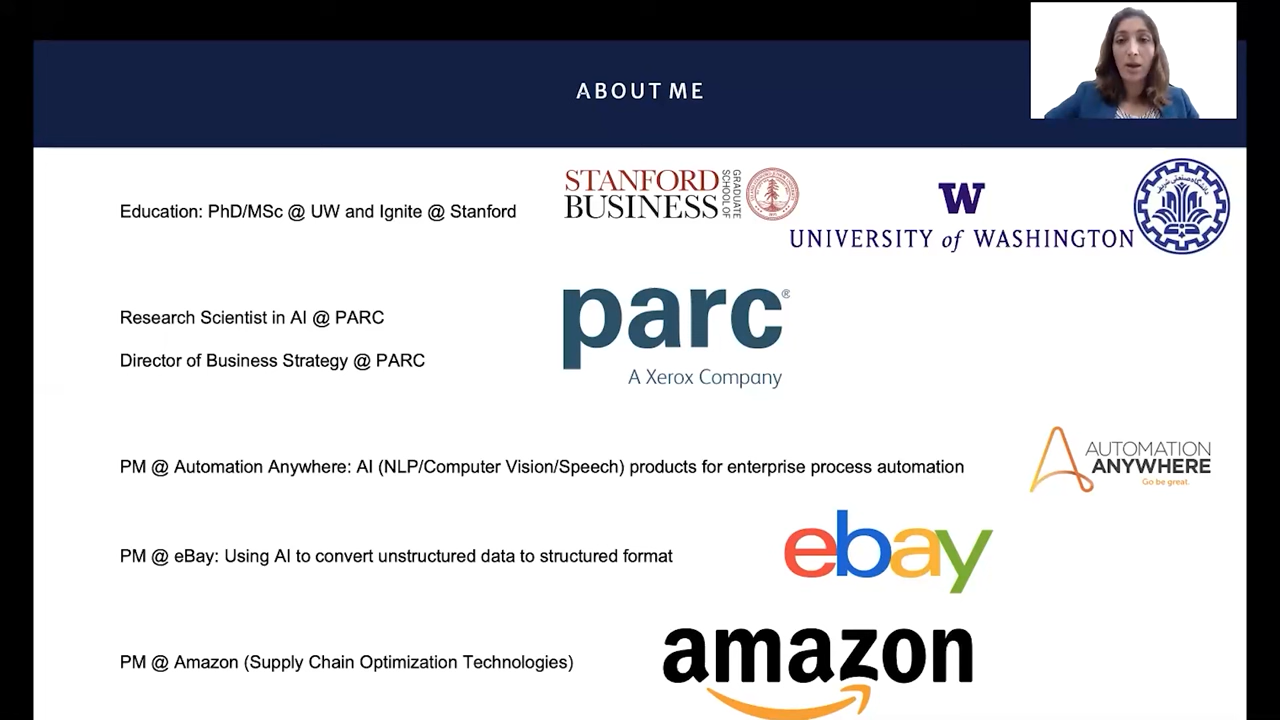 ABOUT ME
Education: PhD/MSc @ UW and Ignite @ Stanford
STANFORD
BUSINESS
GRADUATE
SCHOOL OF
W
UNIVERSITY of WASHINGTON
دانشگاه صنعتی شریف
Research Scientist in AI @ PARC
Director of Business Strategy @ PARC
parc®
A Xerox Company
PM @ Automation Anywhere: AI (NLP/Computer Vision/Speech) products for enterprise process automation
AUTOMATION
ANYWHERE
Go be great.
PM @ eBay: Using AI to convert unstructured data to structured format
ebay
PM @ Amazon (Supply Chain Optimization Technologies)
amazon